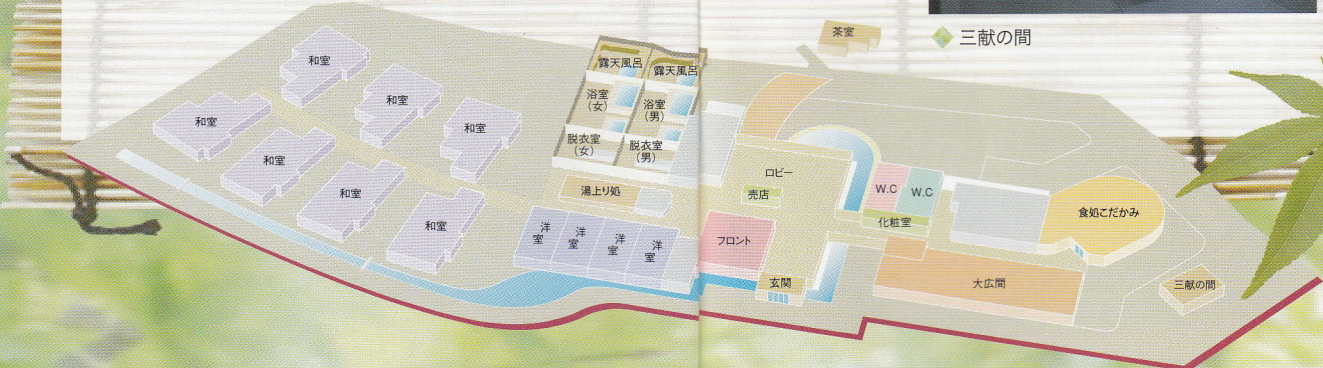 三献の間
茶室
和室
和室
和室
和室
和室
和室
和室
露天風呂
露天風呂
浴室
(女)
浴室
(男)
脱衣室
(女)
脱衣室
(男)
湯上り処
洋室
洋室
洋室
洋室
ロビー
売店
フロント
玄関
W.C
W.C
化粧室
大広間
食処こだかみ
三献の間